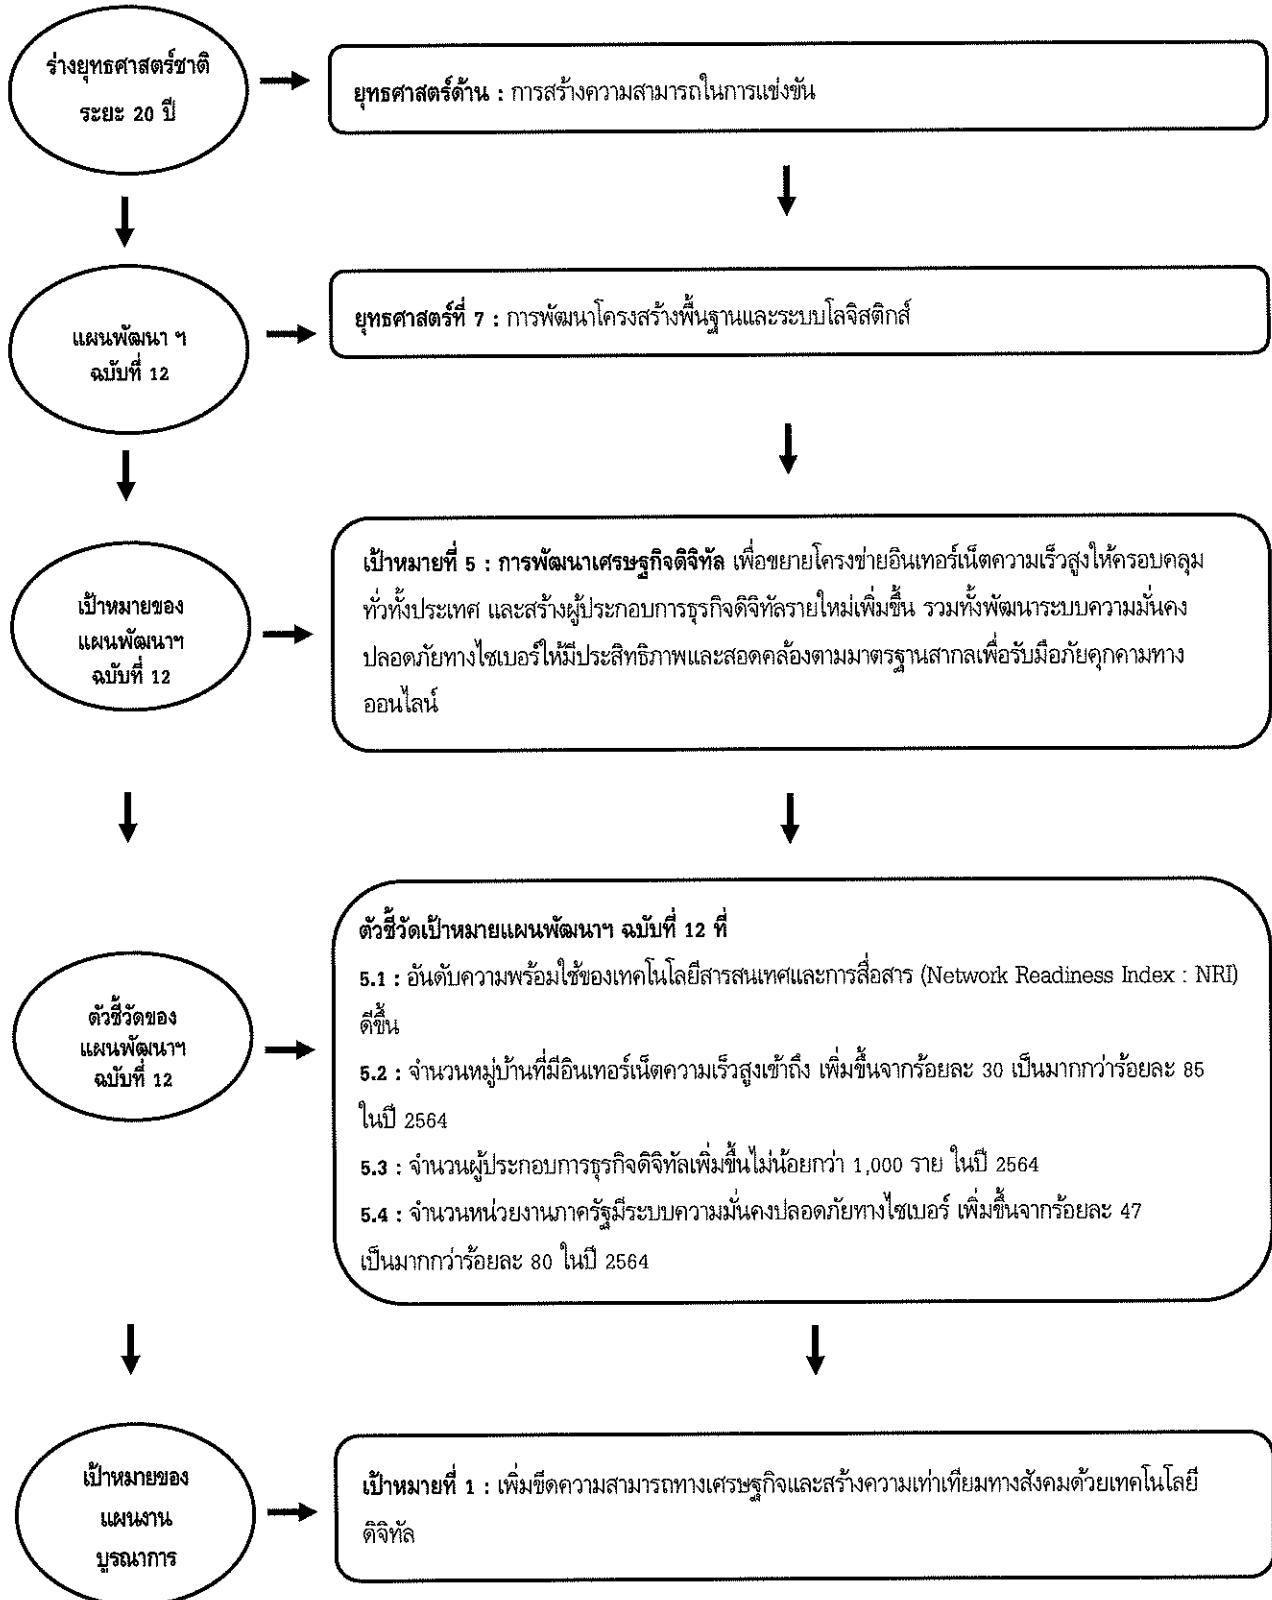 ร่างยุทธศาสตร์ชาติ
ระยะ 20 ปี
ยุทธศาสตร์ด้าน : การสร้างความสามารถในการแข่งขัน
แผนพัฒนา ฯ
ฉบับที่ 12
ยุทธศาสตร์ที่ 7 : การพัฒนาโครงสร้างพื้นฐานและระบบโลจิสติกส์
เป้าหมายของ
แผนพัฒนาฯ
ฉบับที่ 12
เป้าหมายที่ 5 : การพัฒนาเศรษฐกิจดิจิทัล เพื่อขยายโครงข่ายอินเทอร์เน็ตความเร็วสูงให้ครอบคลุม
ทั่วทั้งประเทศ และสร้างผู้ประกอบการธุรกิจดิจิทัลรายใหม่เพิ่มขึ้น รวมทั้งพัฒนาระบบความมั่นคง
ปลอดภัยทางไซเบอร์ให้มีประสิทธิภาพและสอดคล้องตามมาตรฐานสากลเพื่อรับมือภัยคุกคามทาง
ออนไลน์
ตัวชี้วัดของ
แผนพัฒนาฯ
ฉบับที่ 12
ตัวชี้วัดเป้าหมายแผนพัฒนาฯ ฉบับที่ 12 ที่
5.1 : อันดับความพร้อมใช้ของเทคโนโลยีสารสนเทศและการสื่อสาร (Network Readiness Index : NRI)
ดีขึ้น
5.2 : จำนวนหมู่บ้านที่มีอินเทอร์เน็ตความเร็วสูงเข้าถึง เพิ่มขึ้นจากร้อยละ 30 เป็นมากกว่าร้อยละ 85
ในปี 2564
5.3 : จำนวนผู้ประกอบการธุรกิจดิจิทัลเพิ่มขึ้นไม่น้อยกว่า 1,000 ราย ในปี 2564
5.4 : จำนวนหน่วยงานภาครัฐมีระบบความมั่นคงปลอดภัยทางไซเบอร์ เพิ่มขึ้นจากร้อยละ 47
เป็นมากกว่าร้อยละ 80 ในปี 2564
เป้าหมายของ
แผนงาน
บูรณาการ
เป้าหมายที่ 1 : เพิ่มขีดความสามารถทางเศรษฐกิจและสร้างความเท่าเทียมทางสังคมด้วยเทคโนโลยี
ดิจิทัล